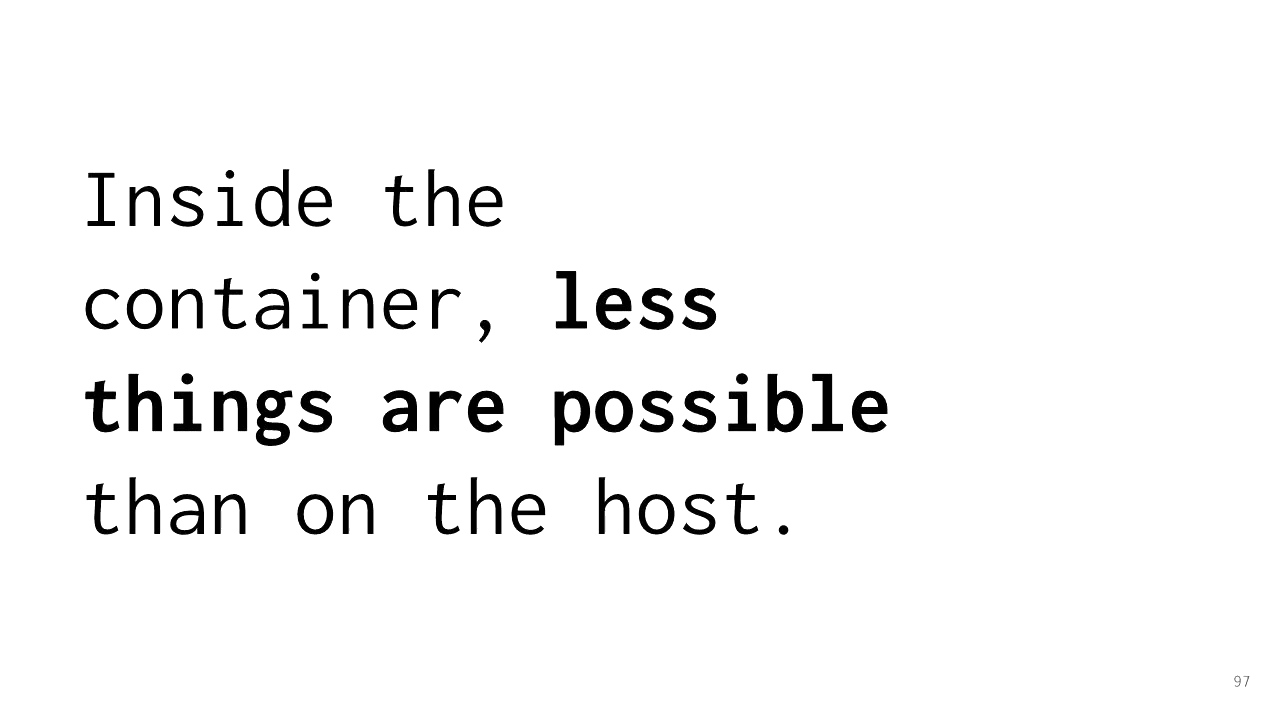 Inside the
container, less
things are possible
than on the host.
97